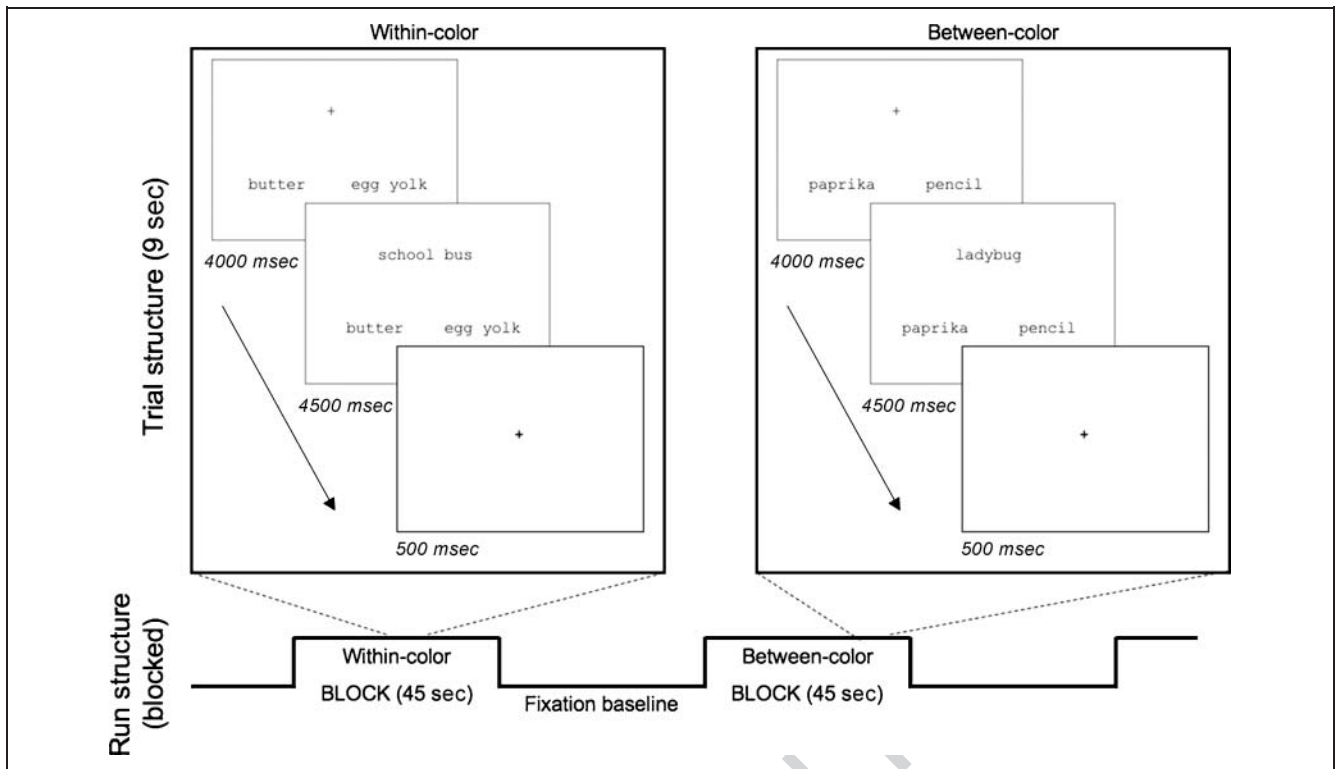 Within-color
Between-color
Trial structure (9 sec)
+
butter egg yolk
4000 msec
school bus
butter egg yolk
4500 msec
+
500 msec
+
paprika pencil
4000 msec
ladybug
paprika pencil
4500 msec
+
500 msec
Run structure
(blocked)
Within-color
BLOCK (45 sec)
Fixation baseline
Between-color
BLOCK (45 sec)